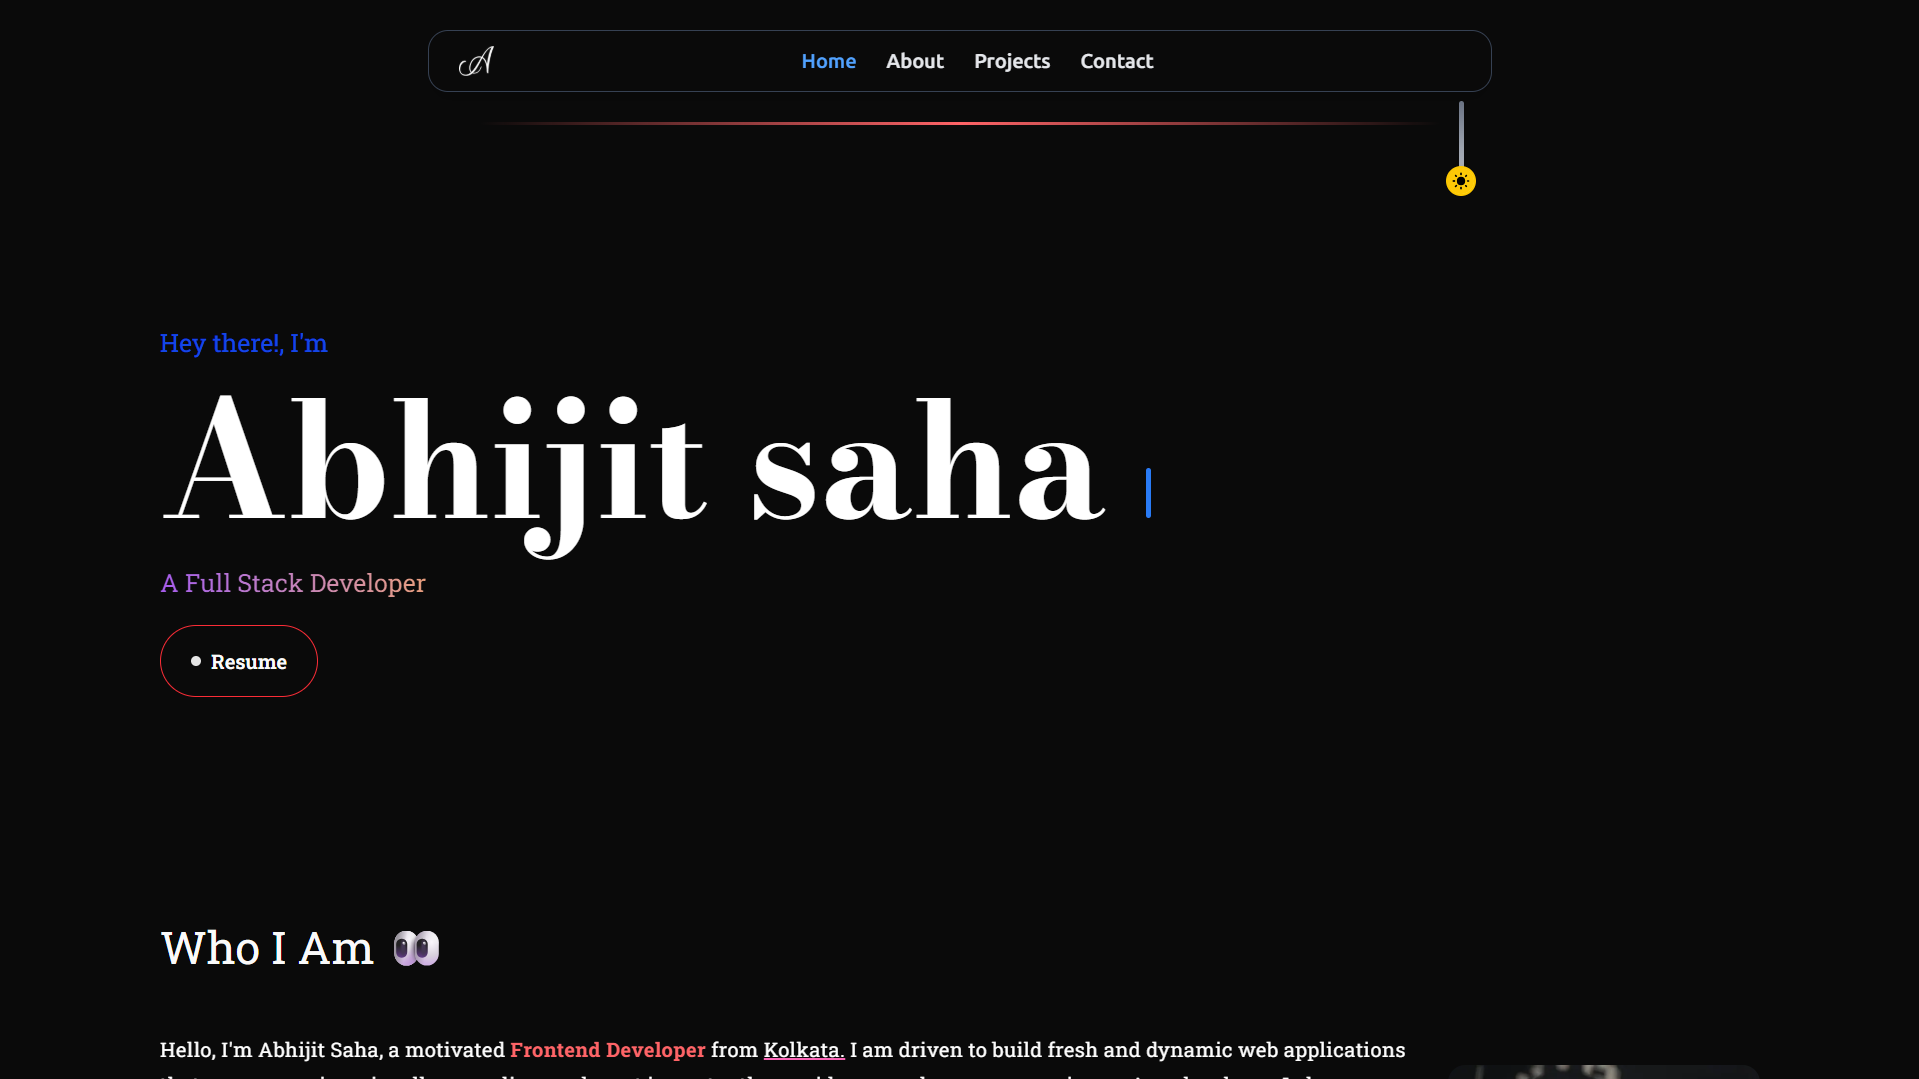 A
Home About Projects Contact
Hey there!, I'm
Abhijit saha
A Full Stack Developer
Resume
Who I Am 👀
Hello, I'm Abhijit Saha, a motivated Frontend Developer from Kolkata. I am driven to build fresh and dynamic web applications